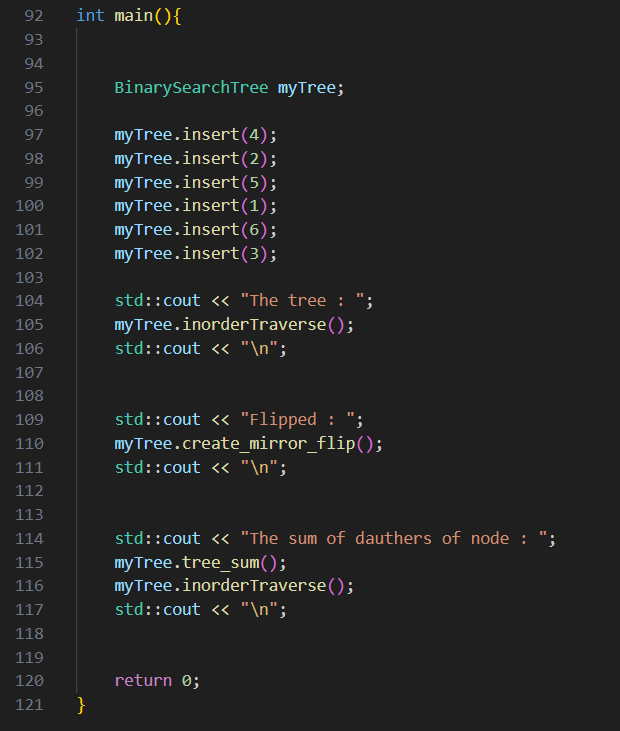 92 int main(){
93
94
95 BinarySearchTree myTree;
96
97 myTree.insert(4);
98 myTree.insert(2);
99 myTree.insert(5);
100 myTree.insert(1);
101 myTree.insert(6);
102 myTree.insert(3);
103
104 std::cout << "The tree : ";
105 myTree.inorderTraverse();
106 std::cout << "\n";
107
108
109 std::cout << "Flipped : ";
110 myTree.create_mirror_flip();
111 std::cout << "\n";
112
113
114 std::cout << "The sum of dauthers of node : ";
115 myTree.tree_sum();
116 myTree.inorderTraverse();
117 std::cout << "\n";
118
119
120 return 0;
121 }